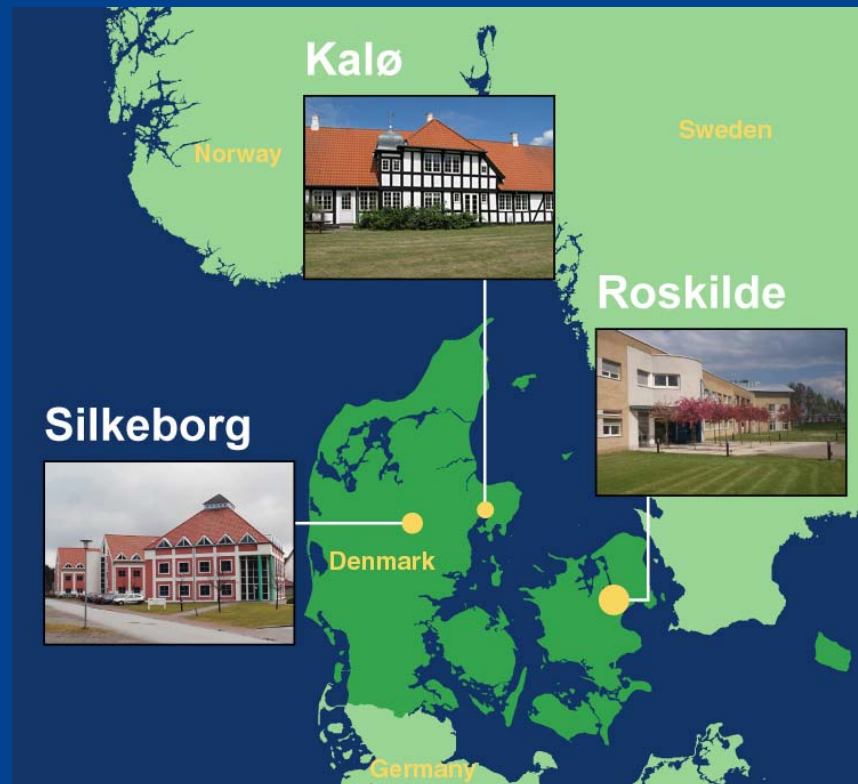 Kalø
Norway
Sweden
Roskilde
Silkeborg
Denmark
Germany